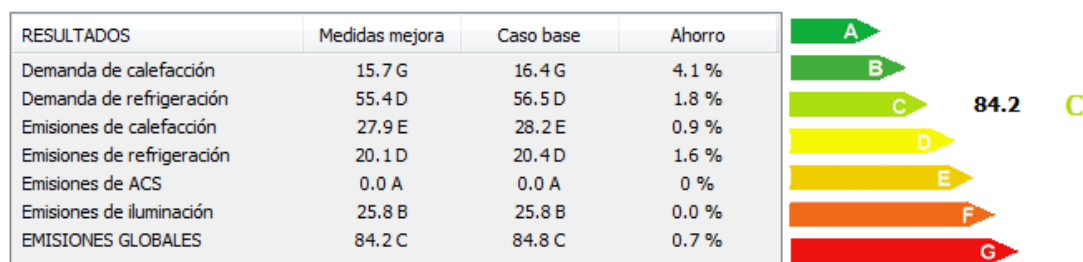 RESULTADOS Medidas mejora Caso base Ahorro
Demanda de calefacción 15.7 G 16.4 G 4.1 %
Demanda de refrigeración 55.4 D 56.5 D 1.8 %
Emisiones de calefacción 27.9 E 28.2 E 0.9 %
Emisiones de refrigeración 20.1 D 20.4 D 1.6 %
Emisiones de ACS 0.0 A 0.0 A 0 %
Emisiones de iluminación 25.8 B 25.8 B 0.0 %
EMISIONES GLOBALES 84.2 C 84.8 C 0.7 %
A
B
C 84.2 C
D
E
F
G